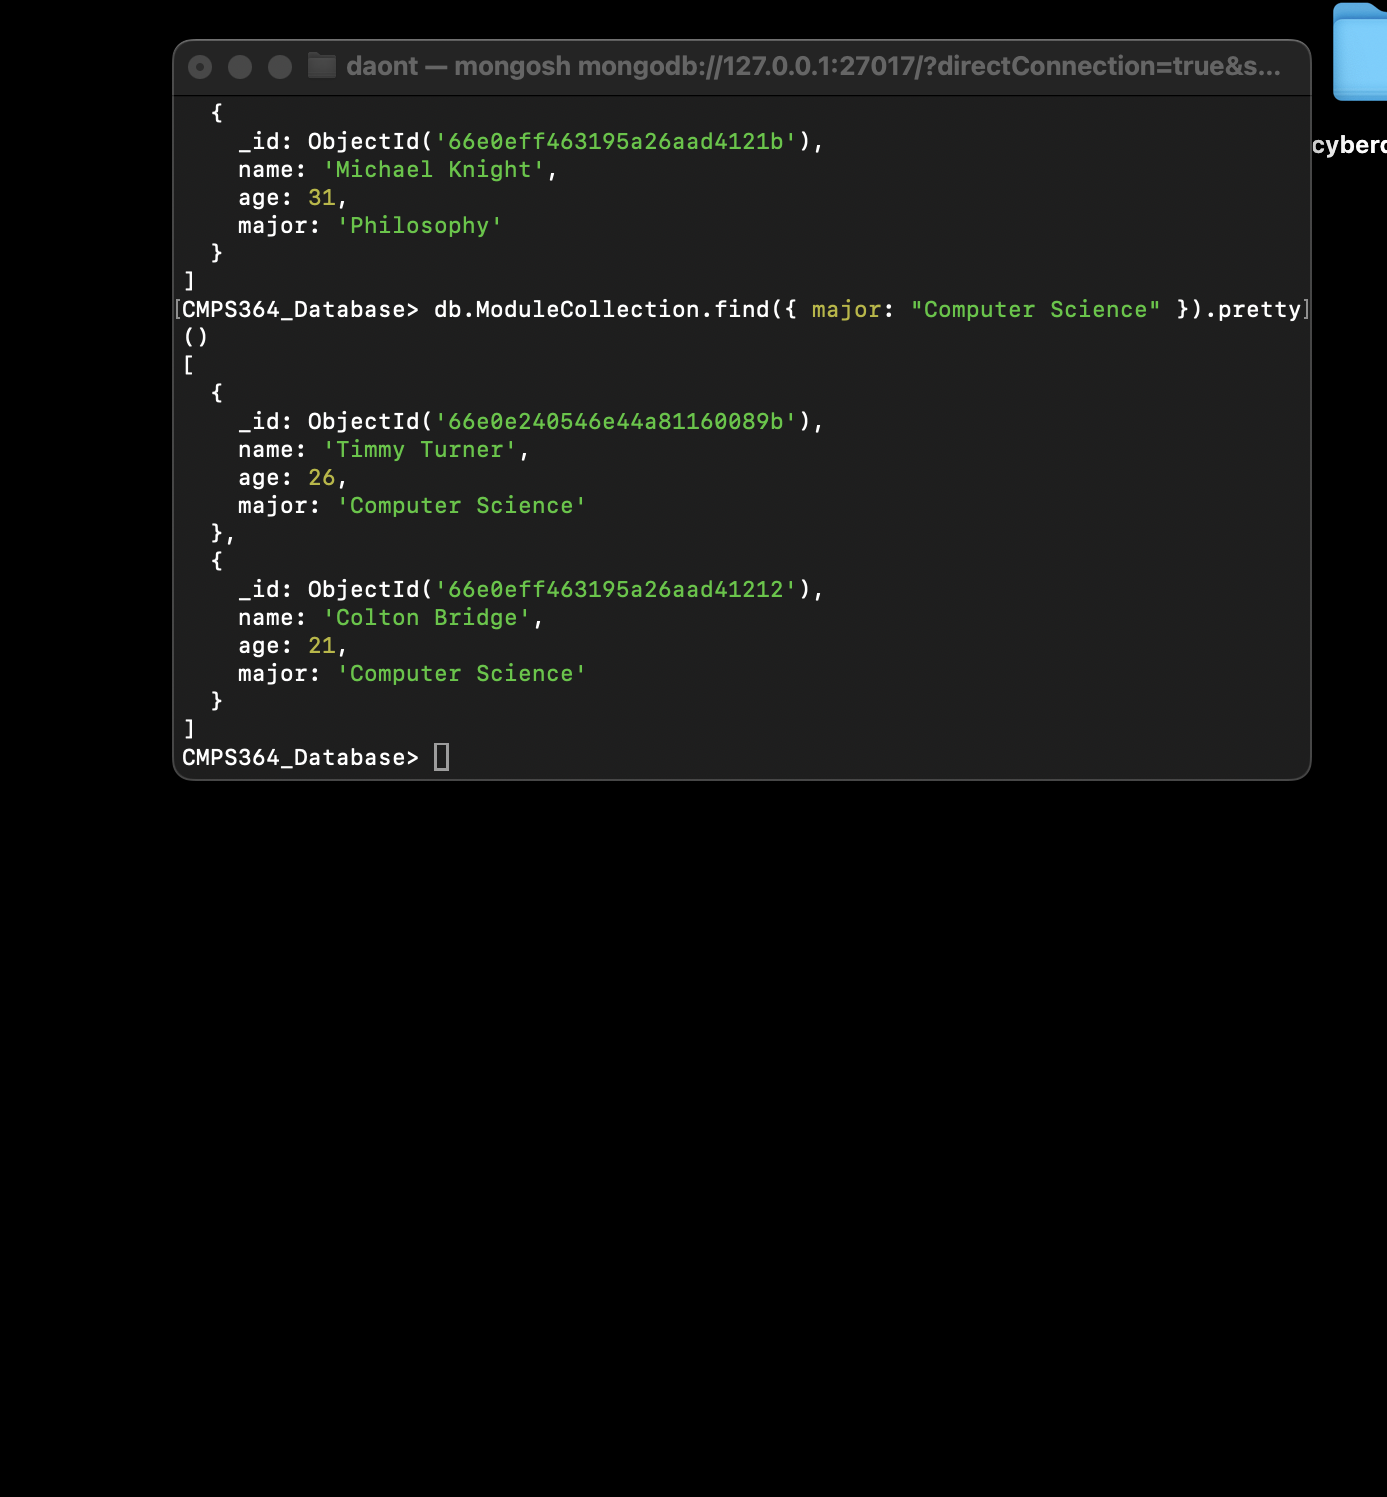 daont — mongosh mongodb://127.0.0.1:27017/?directConnection=true&s...
{
_id: ObjectId('66e0eff463195a26aad4121b'),
name: 'Michael Knight',
age: 31,
major: 'Philosophy'
}
]
[CMPS364_Database> db.ModuleCollection.find({ major: "Computer Science" }).pretty]
()
[
{
_id: ObjectId('66e0e240546e44a81160089b'),
name: 'Timmy Turner',
age: 26,
major: 'Computer Science'
},
{
_id: ObjectId('66e0eff463195a26aad41212'),
name: 'Colton Bridge',
age: 21,
major: 'Computer Science'
}
]
CMPS364_Database>